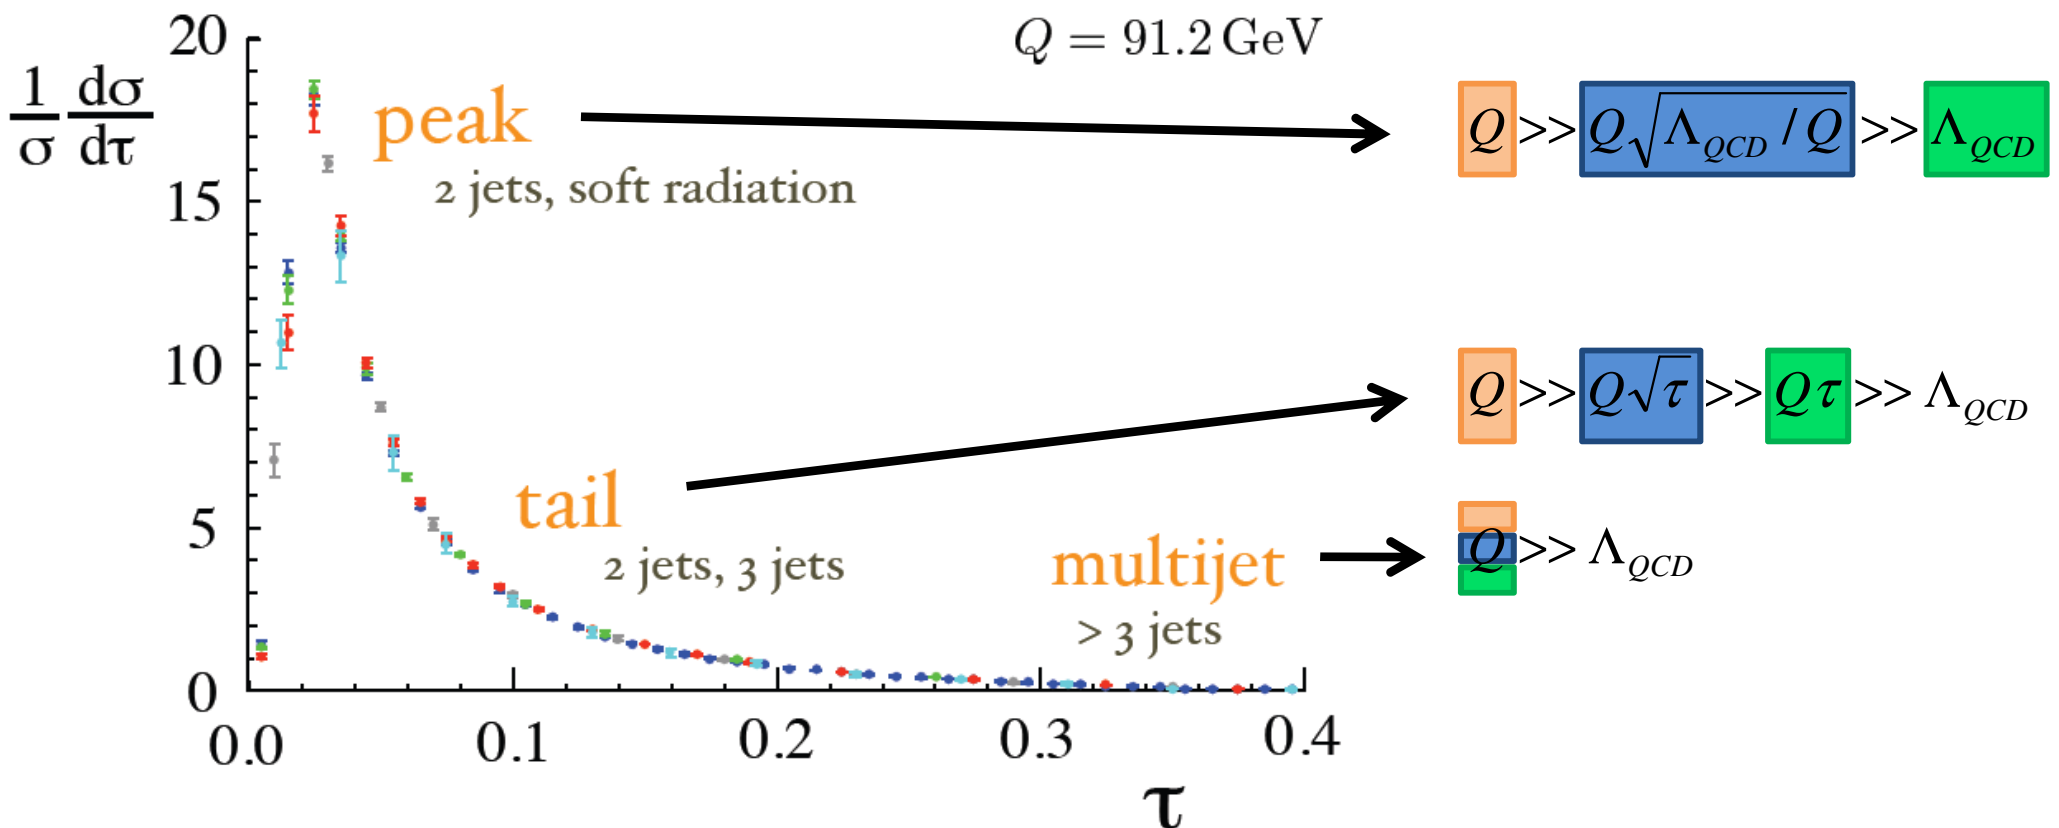 20
Q = 91.2 GeV
1/σ dσ/dτ
peak
Q >> Q√Λ_QCD / Q >> Λ_QCD
2 jets, soft radiation
15
10
Q >> Q√τ >> Qτ >> Λ_QCD
tail
5
2 jets, 3 jets
multijet
Q >> Λ_QCD
> 3 jets
0
0.0 0.1 0.2 0.3 0.4
τ